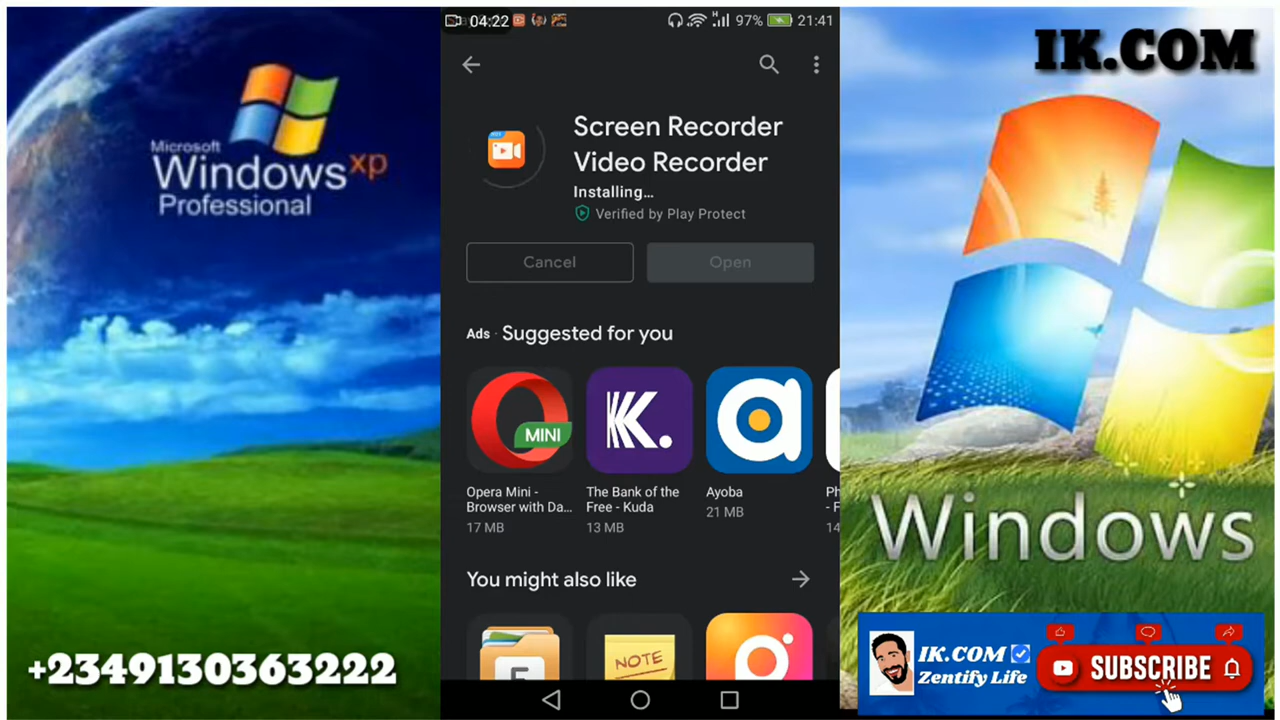 Microsoft
Windows xp
Professional
+2349130363222
04:22
97%
21:41
Screen Recorder
Video Recorder
Installing...
Verified by Play Protect
Cancel
Open
Ads · Suggested for you
MINI
K.
a
Opera Mini -
Browser with Da...
17 MB
The Bank of the
Free - Kuda
13 MB
Ayoba
21 MB
Ph
- F
14
You might also like
NOTE
IK.COM
Windows
IK.COM
Zentify Life
SUBSCRIBE